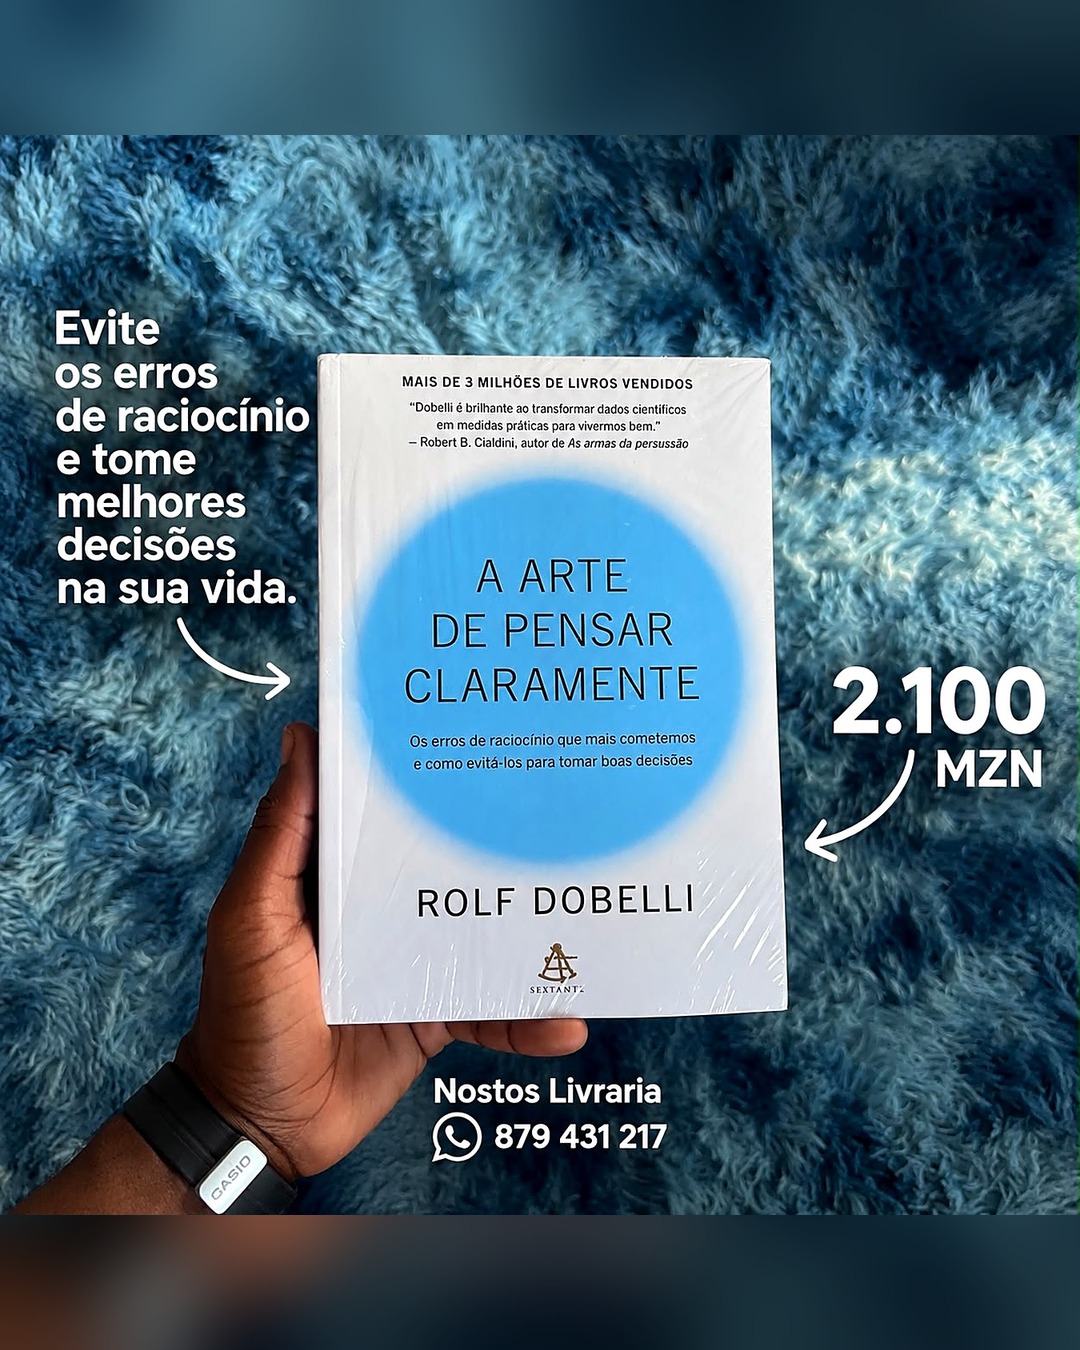 Evite
os erros
de raciocínio
e tome
melhores
decisões
na sua vida.
MAIS DE 3 MILHÕES DE LIVROS VENDIDOS
“Dobelli é brilhante ao transformar dados científicos
em medidas práticas para vivermos bem.”
– Robert B. Cialdini, autor de As armas da persussão
A ARTE
DE PENSAR
CLARAMENTE
Os erros de raciocínio que mais cometemos
e como evitá-los para tomar boas decisões
ROLF DOBELLI
SEXTANTE
2.100
MZN
Nostos Livraria
879 431 217
CASIO